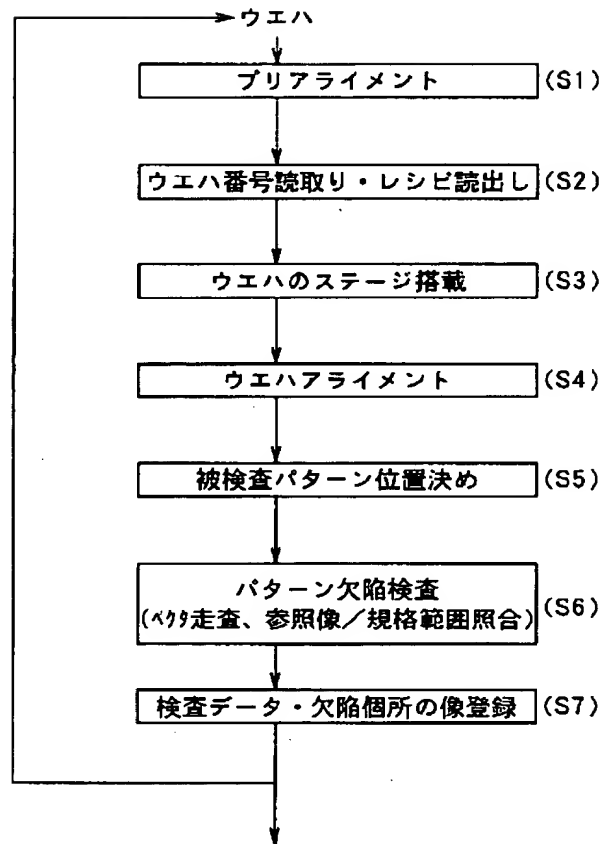 ウエハ
プリアライメント (S1)
ウエハ番号読取り・レシピ読出し (S2)
ウエハのステージ搭載 (S3)
ウエハアライメント (S4)
被検査パターン位置決め (S5)
パターン欠陥検査
(ベクタ走査、参照像／規格範囲照合) (S6)
検査データ・欠陥個所の像登録 (S7)